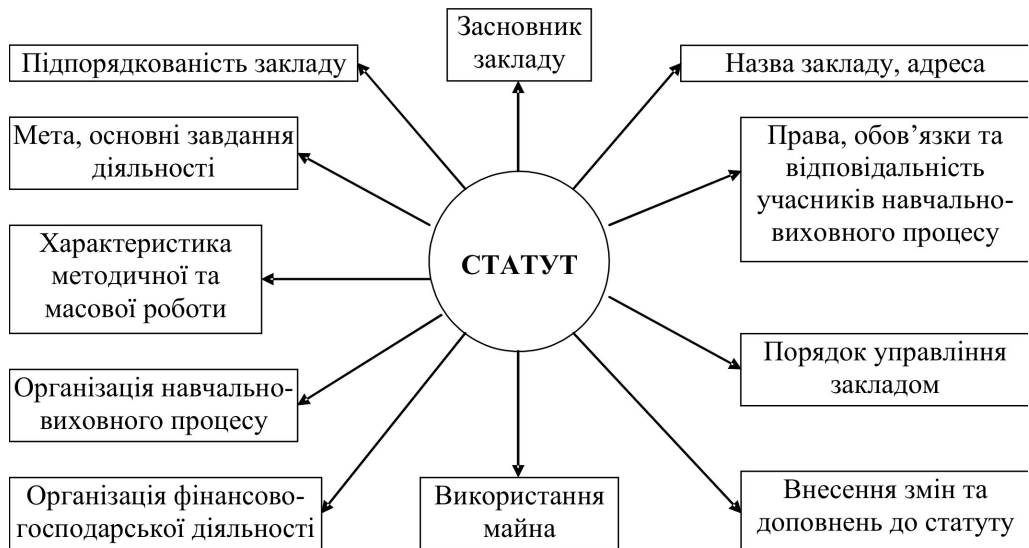 Засновник
закладу
Підпорядкованість закладу
Назва закладу, адреса
Мета, основні завдання
діяльності
Права, обов’язки та
відповідальність
учасників навчально-
виховного процесу
Характеристика
методичної та
масової роботи
СТАТУТ
Порядок управління
закладом
Організація навчально-
виховного процесу
Організація фінансово-
господарської діяльності
Використання
майна
Внесення змін та
доповнень до статуту